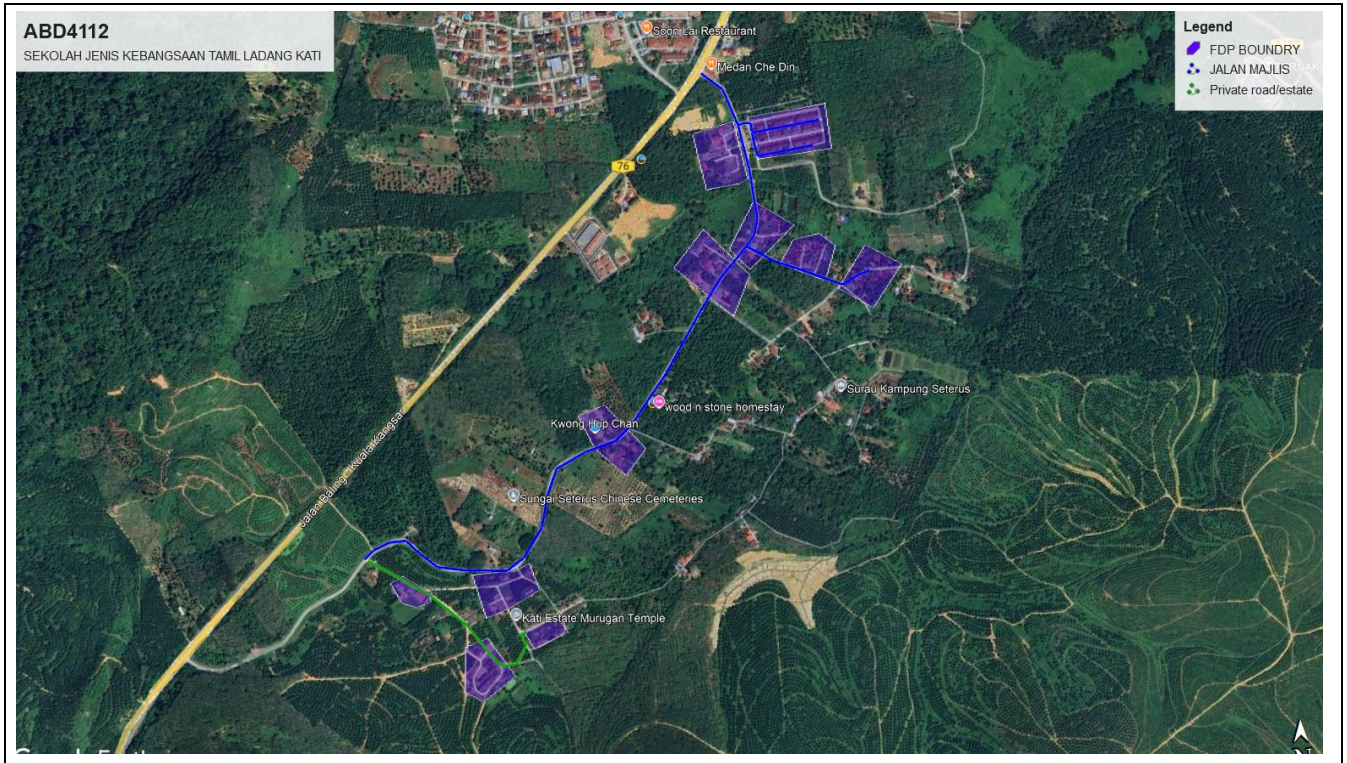 ABD4112
SEKOLAH JENIS KEBANGSAAN TAMIL LADANG KATI
Legend
FDP BOUNDRY
JALAN MAJLIS
Private road/estate
Soon Lai Restaurant
Medan Che Din
76
Surau Kampung Seterus
wood n stone homestay
Kwong Hup Chan
Jalan Baling - Kuala Kangsar
Sungai Seterus Chinese Cemeteries
Kati Estate Murugan Temple